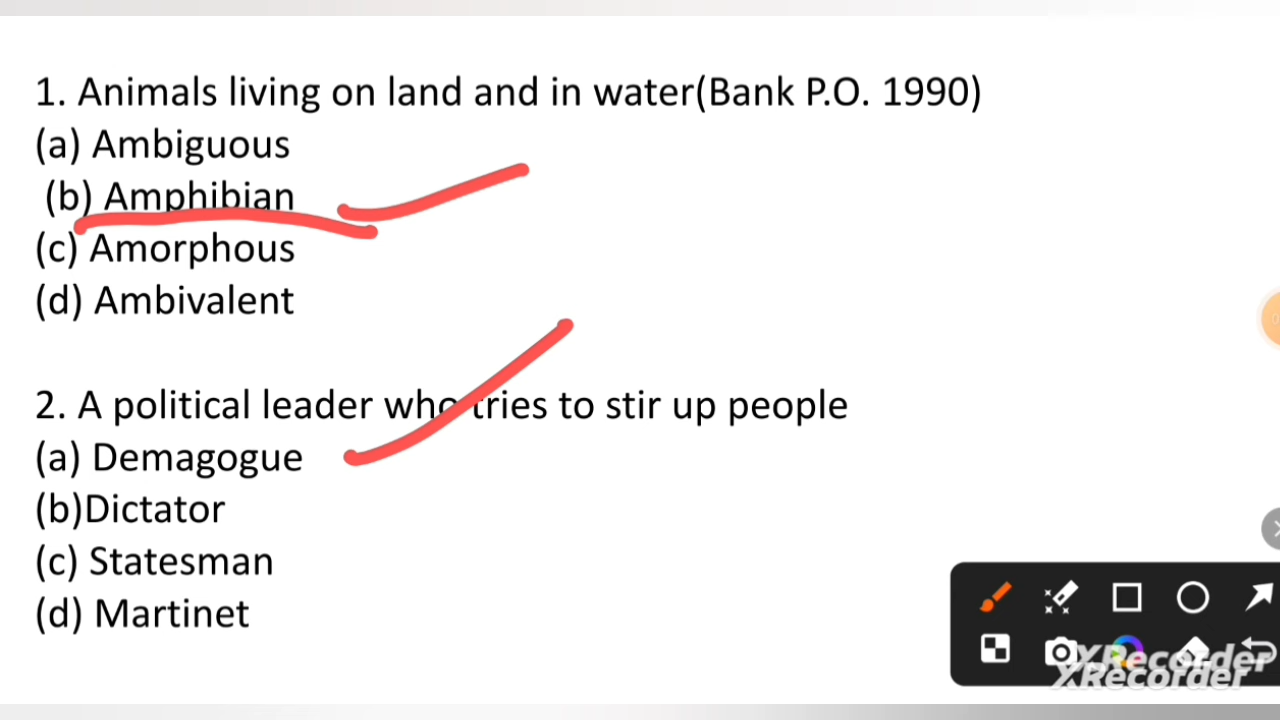 1. Animals living on land and in water(Bank P.O. 1990)
(a) Ambiguous
(b) Amphibian
(c) Amorphous
(d) Ambivalent
2. A political leader who tries to stir up people
(a) Demagogue
(b)Dictator
(c) Statesman
(d) Martinet
XRecorder
XRecorder